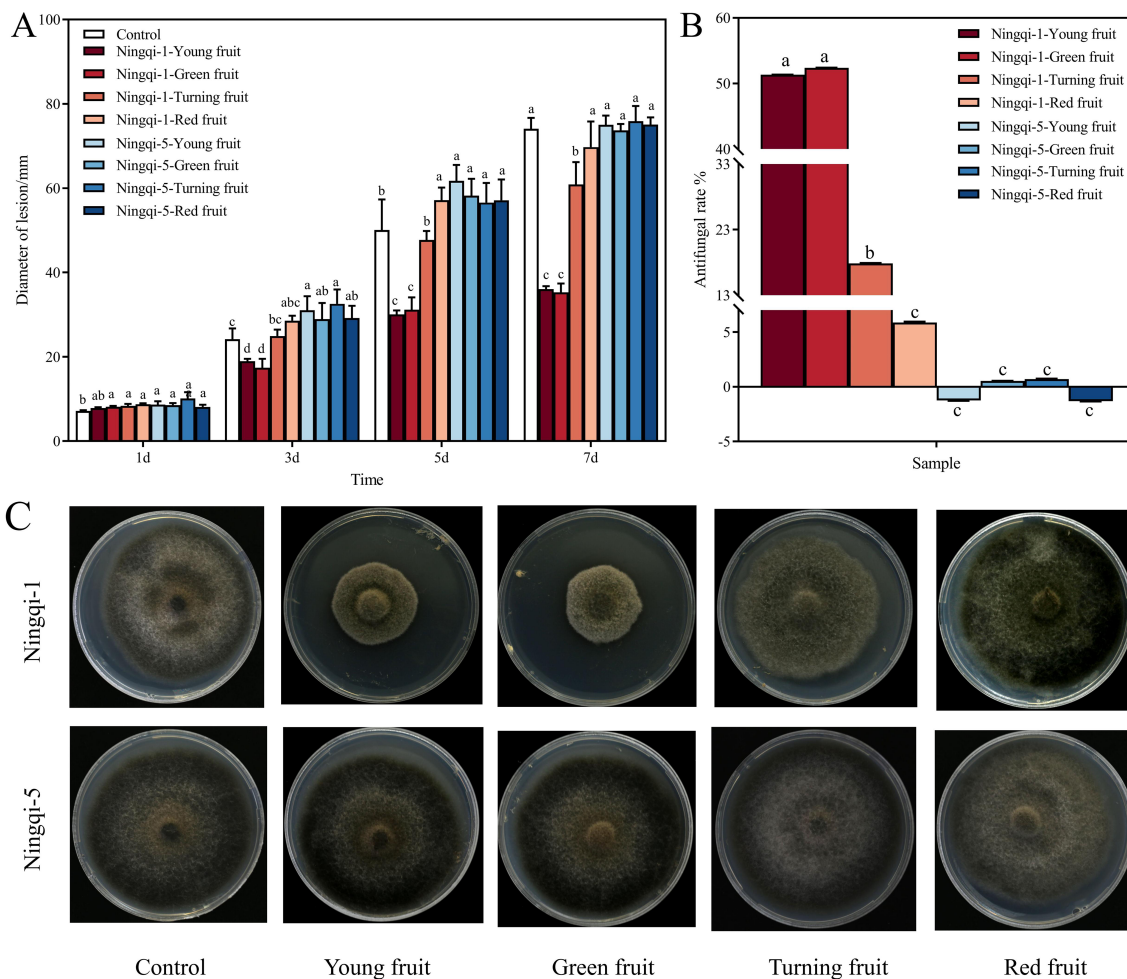 A
Diameter of lesion/mm
100
80
60
40
20
0
Control
Ningqi-1-Young fruit
Ningqi-1-Green fruit
Ningqi-1-Turning fruit
Ningqi-1-Red fruit
Ningqi-5-Young fruit
Ningqi-5-Green fruit
Ningqi-5-Turning fruit
Ningqi-5-Red fruit
b ab a a a a a a a
c d d bc abc a ab a ab
b c c b a a a a a
a c c b a a a a a
1d 3d 5d 7d
Time
B
Antifungal rate %
50
40
33
23
13
5
0
-5
a a b c c c c c
Ningqi-1-Young fruit
Ningqi-1-Green fruit
Ningqi-1-Turning fruit
Ningqi-1-Red fruit
Ningqi-5-Young fruit
Ningqi-5-Green fruit
Ningqi-5-Turning fruit
Ningqi-5-Red fruit
Sample
C
Ningqi-1
Ningqi-5
Control Young fruit Green fruit Turning fruit Red fruit